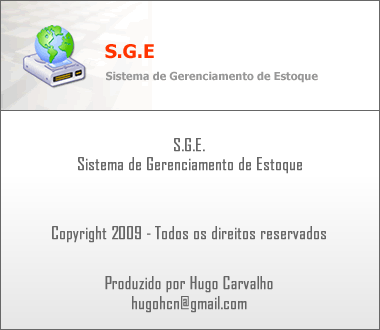 S.G.E
Sistema de Gerenciamento de Estoque
S.G.E.
Sistema de Gerenciamento de Estoque
Copyright 2009 - Todos os direitos reservados
Produzido por Hugo Carvalho
hugohcn@gmail.com